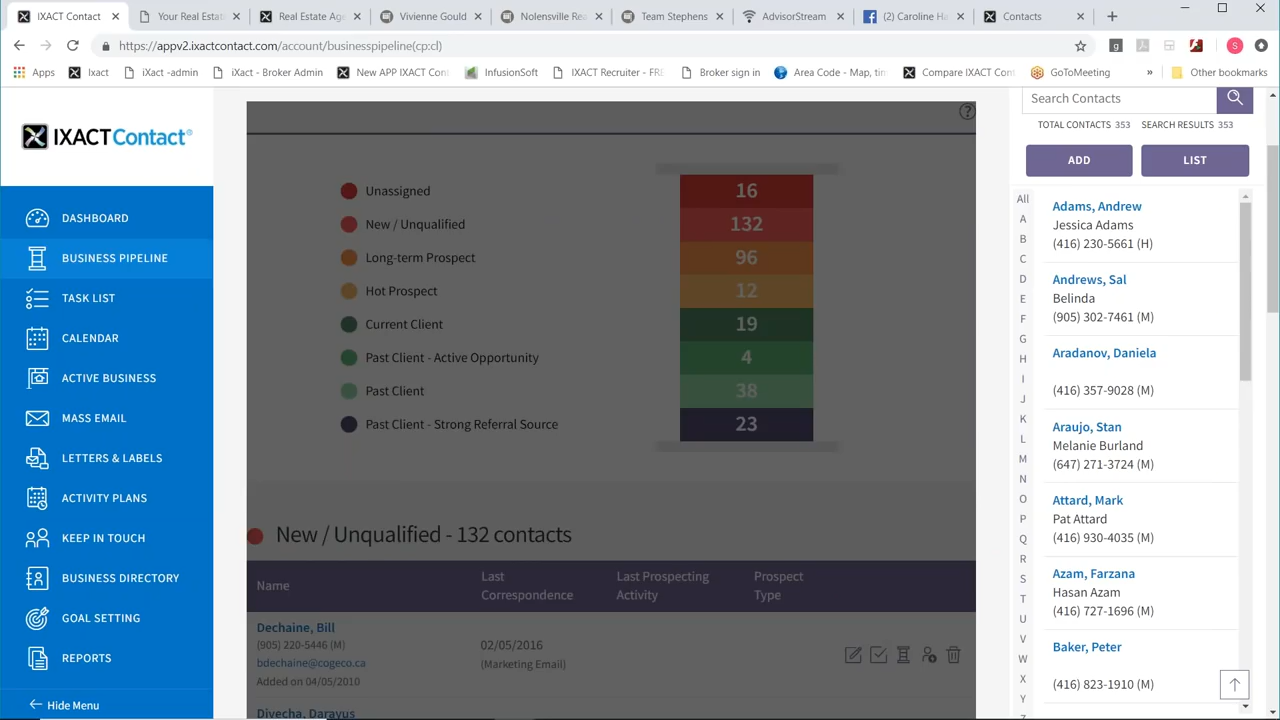 IXACT Contact
Your Real Estat
Real Estate Age
Vivienne Gould
Nolensville Rea
Team Stephens
AdvisorStream
(2) Caroline Ha
Contacts
https://appv2.ixactcontact.com/account/businesspipeline(cp:cl)
Apps
Ixact
iXact -admin
iXact - Broker Admin
New APP IXACT Con
InfusionSoft
IXACT Recruiter - FRE
Broker sign in
Area Code - Map, tim
Compare IXACT Cont
GoToMeeting
»
Other bookmarks
IXACTContact®
DASHBOARD
BUSINESS PIPELINE
TASK LIST
CALENDAR
ACTIVE BUSINESS
MASS EMAIL
LETTERS & LABELS
ACTIVITY PLANS
KEEP IN TOUCH
BUSINESS DIRECTORY
GOAL SETTING
REPORTS
Hide Menu
?
Unassigned 16
New / Unqualified 132
Long-term Prospect 96
Hot Prospect 12
Current Client 19
Past Client - Active Opportunity 4
Past Client 38
Past Client - Strong Referral Source 23
New / Unqualified - 132 contacts
Name
Last
Correspondence
Last Prospecting
Activity
Prospect
Type
Dechaine, Bill
(905) 220-5446 (M)
bdechaine@cogeco.ca
Added on 04/05/2010
02/05/2016
(Marketing Email)
Divecha, Darayus
Search Contacts
TOTAL CONTACTS 353
SEARCH RESULTS 353
ADD
LIST
All
A
B
C
D
E
F
G
H
I
J
K
L
M
N
O
P
Q
R
S
T
U
V
W
X
Y
Z
Adams, Andrew
Jessica Adams
(416) 230-5661 (H)
Andrews, Sal
Belinda
(905) 302-7461 (M)
Aradanov, Daniela
(416) 357-9028 (M)
Araujo, Stan
Melanie Burland
(647) 271-3724 (M)
Attard, Mark
Pat Attard
(416) 930-4035 (M)
Azam, Farzana
Hasan Azam
(416) 727-1696 (M)
Baker, Peter
(416) 823-1910 (M)